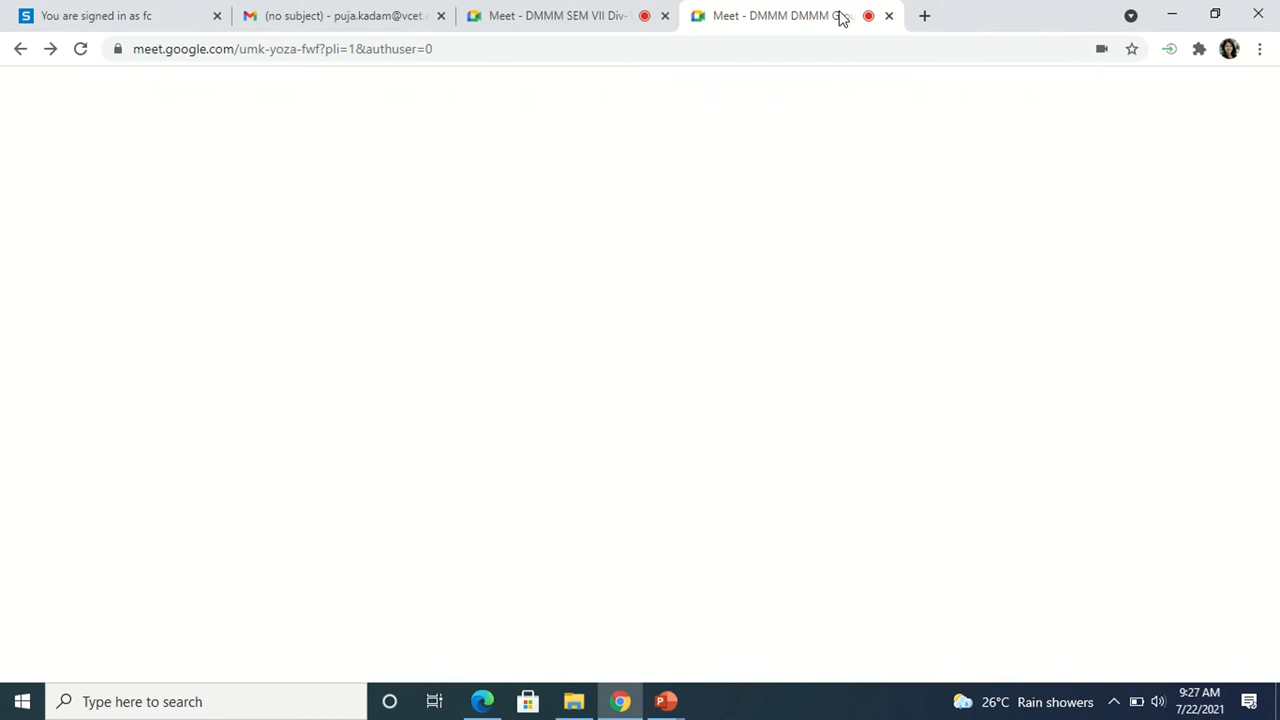 You are signed in as fc
(no subject) - puja.kadam@vcet.e
Meet - DMMM SEM VII Div-
Meet - DMMM DMMM
meet.google.com/umk-yoza-fwf?pli=1&authuser=0
Type here to search
26°C Rain showers
9:27 AM
7/22/2021